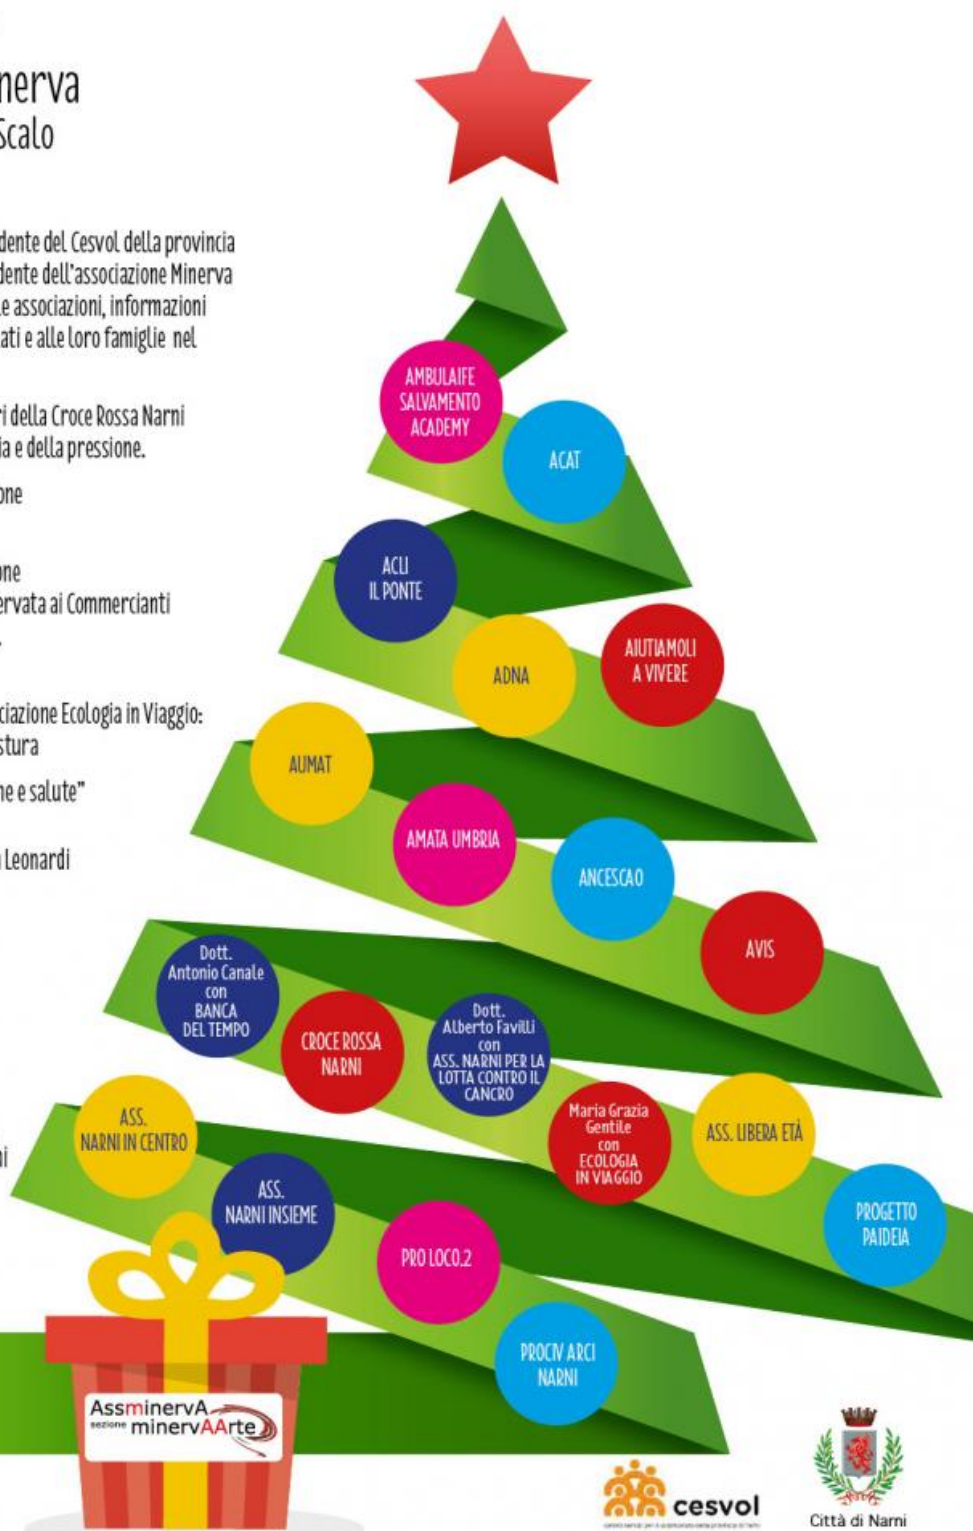 nerva
Scalo
dente del Cesvol della provincia
dente dell'associazione Minerva
le associazioni, informazioni
ati e alle loro famiglie nel
ri della Croce Rossa Narni
ia e della pressione.
one
one
ervata ai Commercianti
ciazione Ecologia in Viaggio:
stura
ne e salute"
Leonardi
ni
AMBULAIFE
SALVAMENTO
ACADEMY
ACAT
ACLI
IL PONTE
ADNA
AIUTIAMOLI
A VIVERE
AUMAT
AMATA UMBRIA
ANCESCAO
AVIS
Dott.
Antonio Canale
con
BANCA
DEL TEMPO
CROCE ROSSA
NARNI
Dott.
Alberto Favilli
con
ASS. NARNI PER LA
LOTTA CONTRO IL
CANCRO
Maria Grazia
Gentile
con
ECOLOGIA
IN VIAGGIO
ASS. LIBERA ETÀ
PROGETTO
PAIDEIA
ASS.
NARNI IN CENTRO
ASS.
NARNI INSIEME
PRO LOCO.2
PROCIV ARCI
NARNI
AssminervA
sezione minervAArte
cesvol
Città di Narni